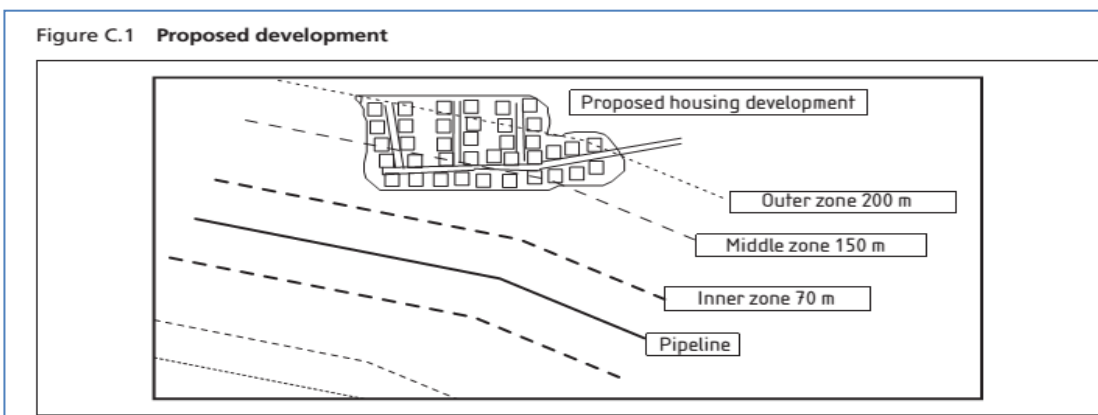 Figure C.1 Proposed development
Proposed housing development
Outer zone 200 m
Middle zone 150 m
Inner zone 70 m
Pipeline